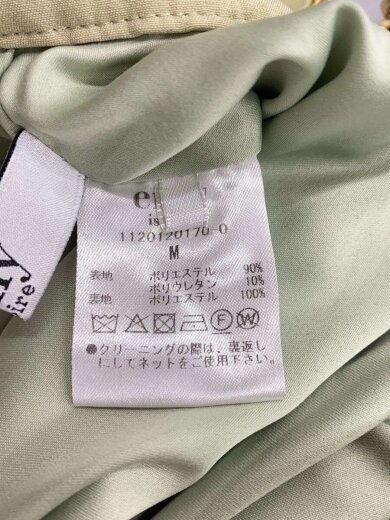 is
1120120170-0
M
表地 ポリエステル 90%
ポリウレタン 10%
裏地 ポリエステル 100%
F W
●クリーニングの際は、裏返し
にしてネットをご使用下さい。